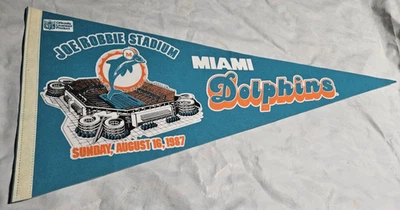 JOE ROBBIE STADIUM
MIAMI
Dolphins
SUNDAY, AUGUST 16, 1987